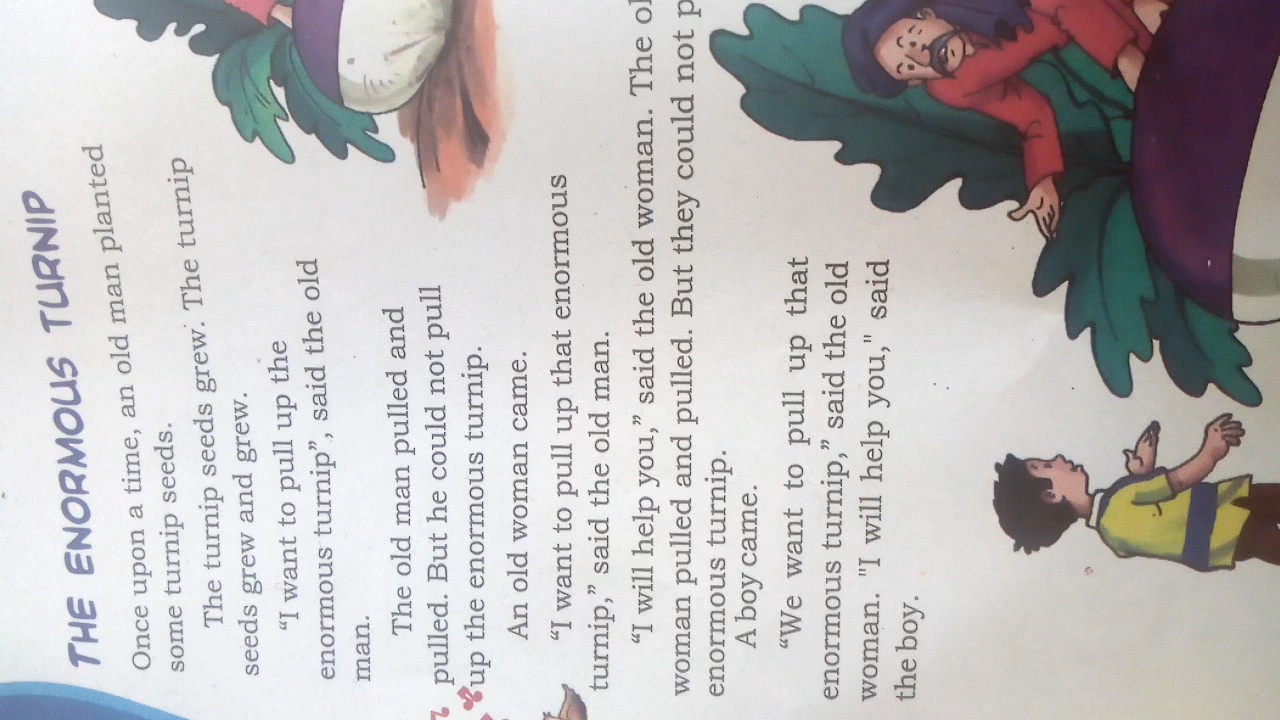 THE ENORMOUS TURNIP
Once upon a time, an old man planted
some turnip seeds.
The turnip seeds grew. The turnip
seeds grew and grew.
“I want to pull up the
enormous turnip”, said the old
man.
The old man pulled and
pulled. But he could not pull
up the enormous turnip.
An old woman came.
“I want to pull up that enormous
turnip,” said the old man.
“I will help you,” said the old woman. The
woman pulled and pulled. But they could not
enormous turnip.
A boy came.
“We want to pull up that
enormous turnip,” said the old
woman. "I will help you," said
the boy.